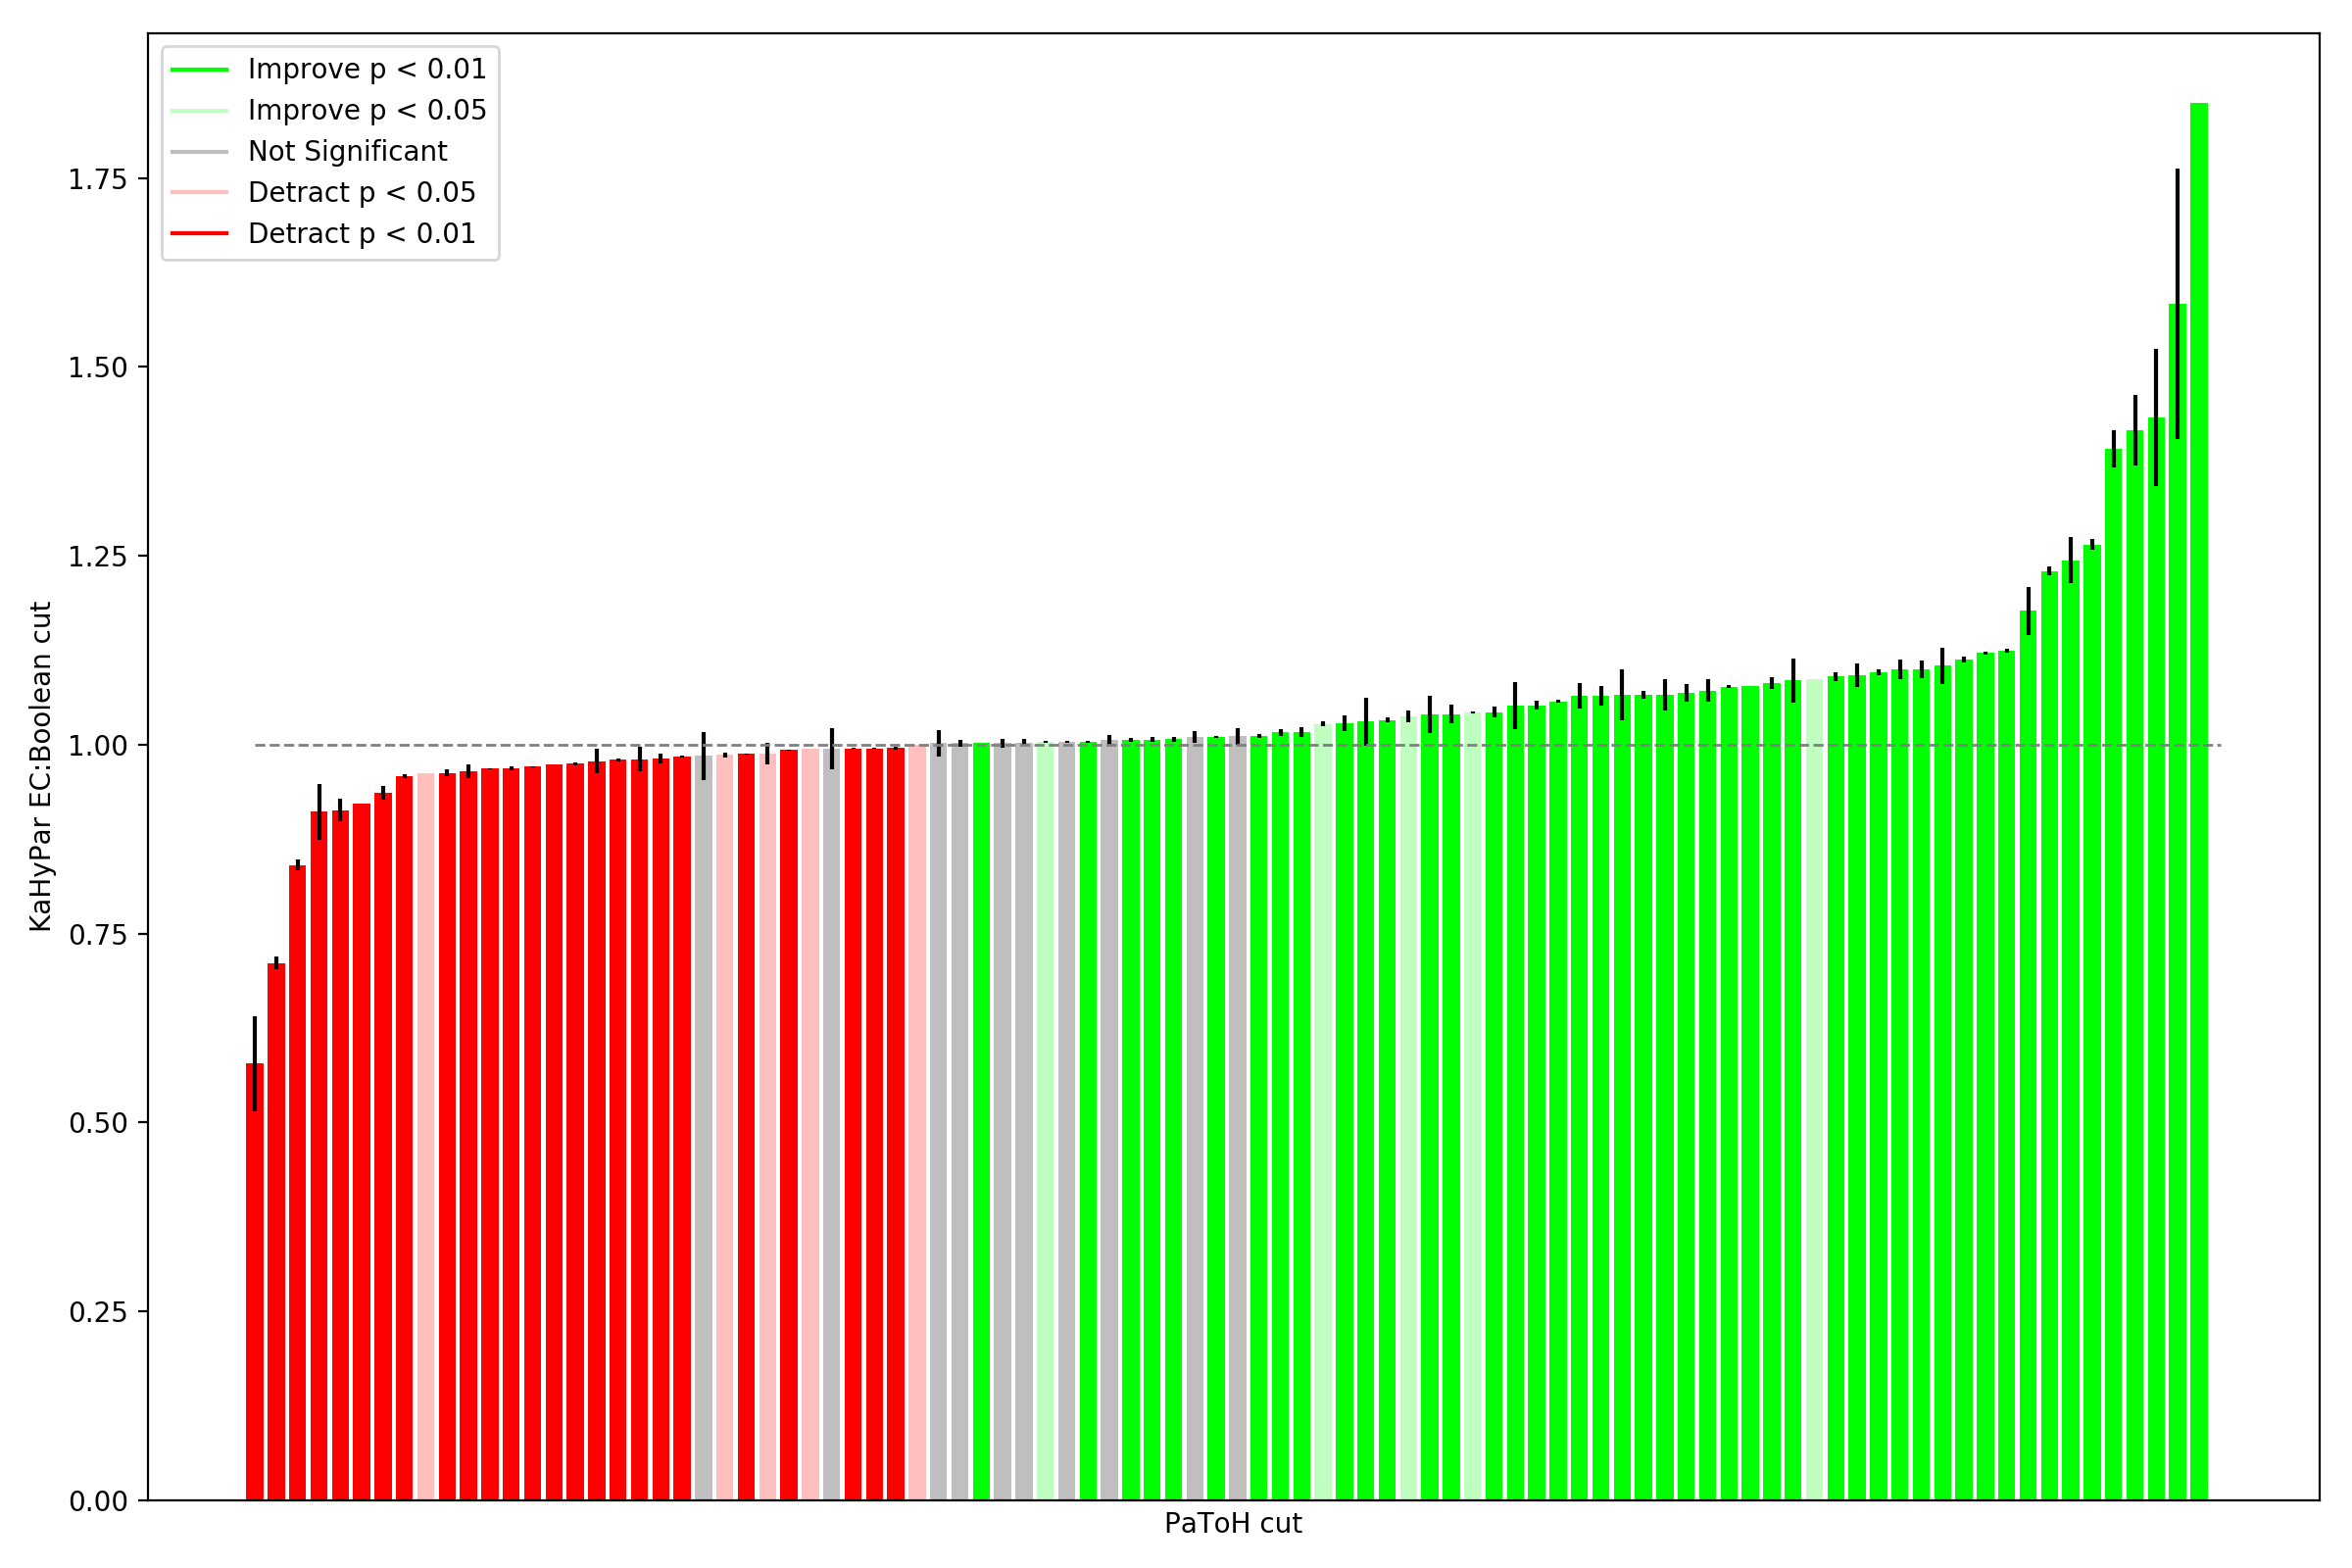 Improve p < 0.01
Improve p < 0.05
Not Significant
Detract p < 0.05
Detract p < 0.01
1.75
1.50
1.25
1.00
0.75
0.50
0.25
0.00
KaHyPar EC:Boolean cut
PaToH cut